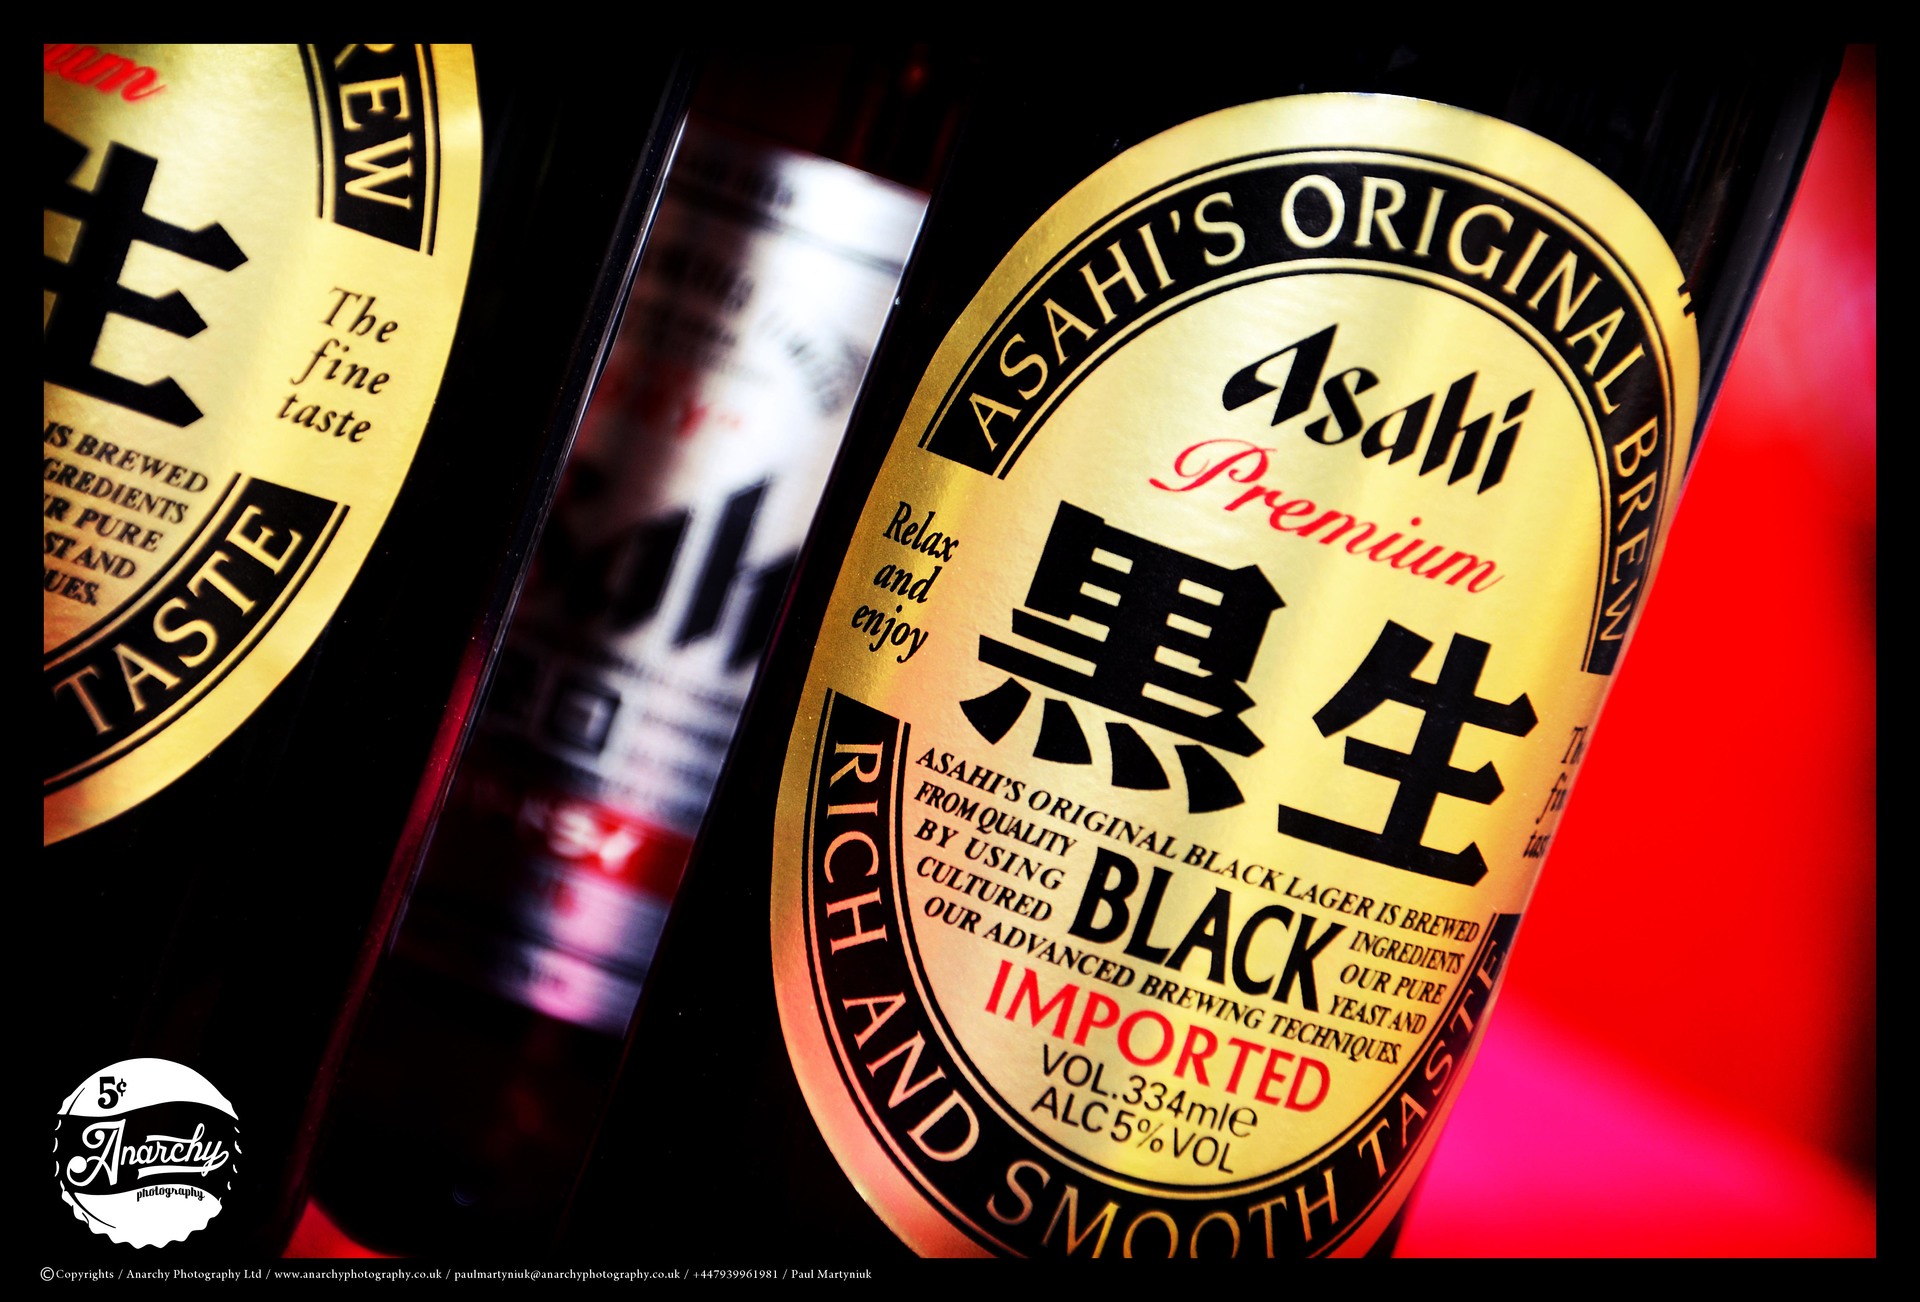 um
REW
生
The
fine
taste
IS BREWED
GREDIENTS
R PURE
ST AND
UES.
TASTE
ASAHI'S ORIGINAL BREW
Asahi
Premium
黒生
Relax
and
enjoy
ASAHI'S ORIGINAL BLACK LAGER IS BREWED
FROM QUALITY INGREDIENTS
BY USING OUR PURE
CULTURED YEAST AND
BLACK
OUR ADVANCED BREWING TECHNIQUES.
IMPORTED
VOL.334ml℮
ALC 5% VOL
RICH AND SMOOTH TASTE
5¢
Anarchy
photography
©Copyrights / Anarchy Photography Ltd / www.anarchyphotography.co.uk / paulmartyniuk@anarchyphotography.co.uk / +447939961981 / Paul Martyniuk